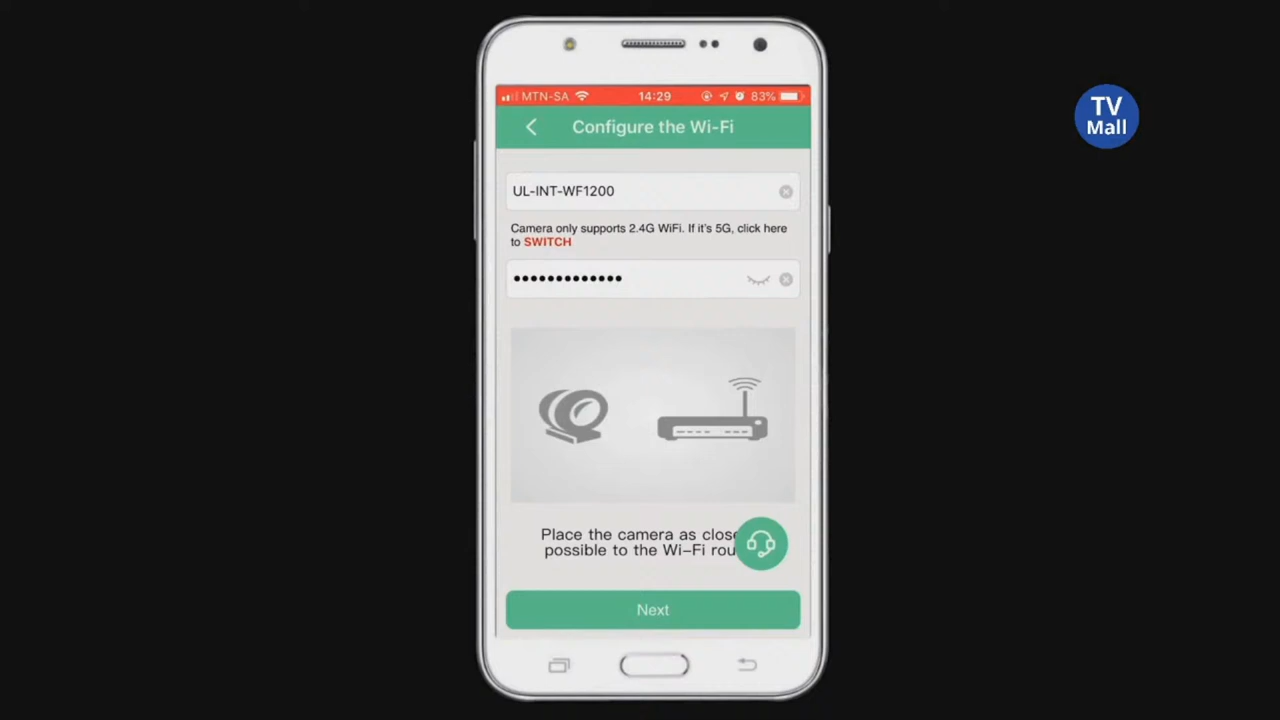 MTN-SA 14:29 83%
Configure the Wi-Fi
UL-INT-WF1200
Camera only supports 2.4G WiFi. If it's 5G, click here
to SWITCH
•••••••••••••
Place the camera as close
possible to the Wi-Fi rou
Next
TV
Mall